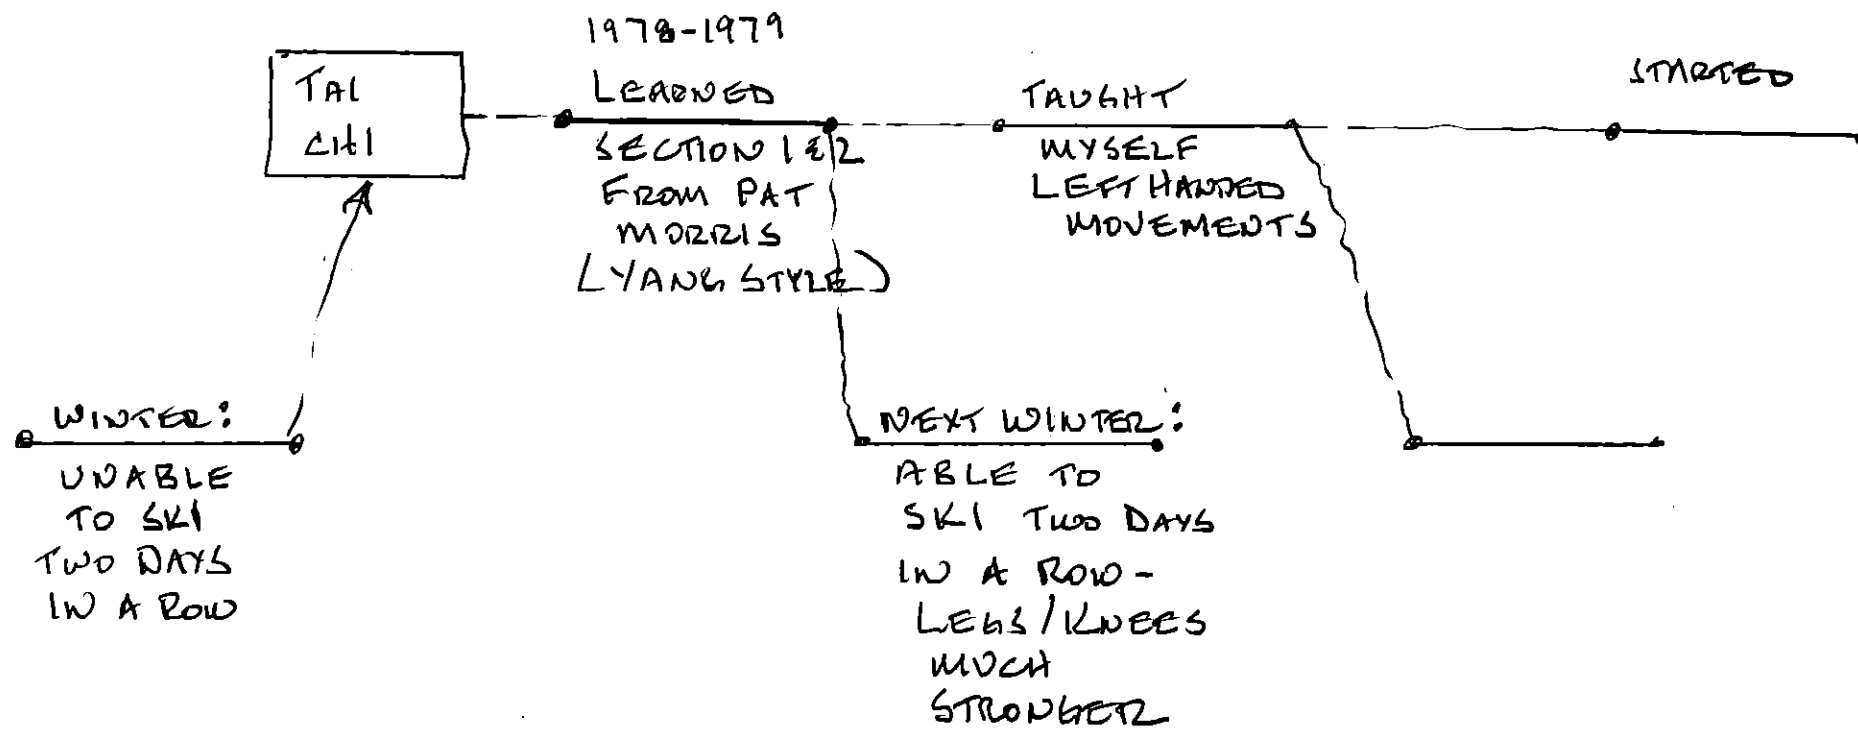 TAI
CHI
1978-1979
LEARNED
SECTION 1&2
FROM PAT
MORRIS
(YANG STYLE)
TAUGHT
MYSELF
LEFT HANDED
MOVEMENTS
STARTED
WINTER:
UNABLE
TO SKI
TWO DAYS
IN A ROW
NEXT WINTER:
ABLE TO
SKI TWO DAYS
IN A ROW-
LEGS/KNEES
MUCH
STRONGER